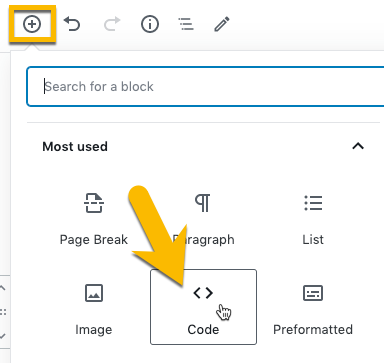 Search for a block
Most used
Page Break
Paragraph
List
Image
Code
Preformatted